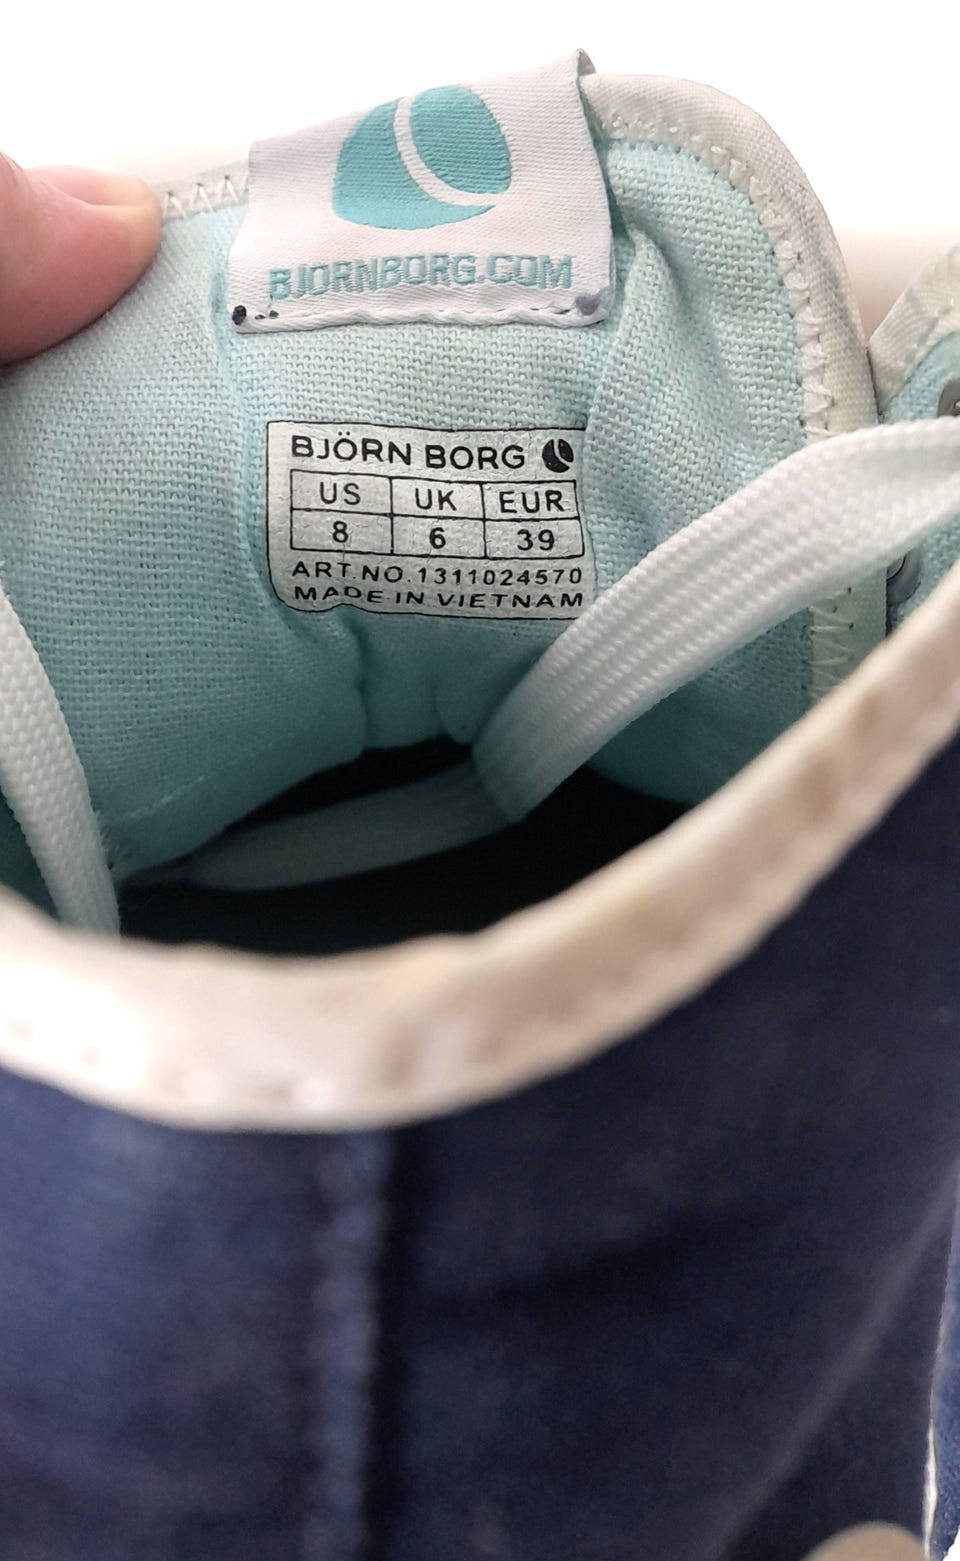 BJORNBORG.COM
BJÖRN BORG
US UK EUR
8 6 39
ART.NO.1311024570
MADE IN VIETNAM